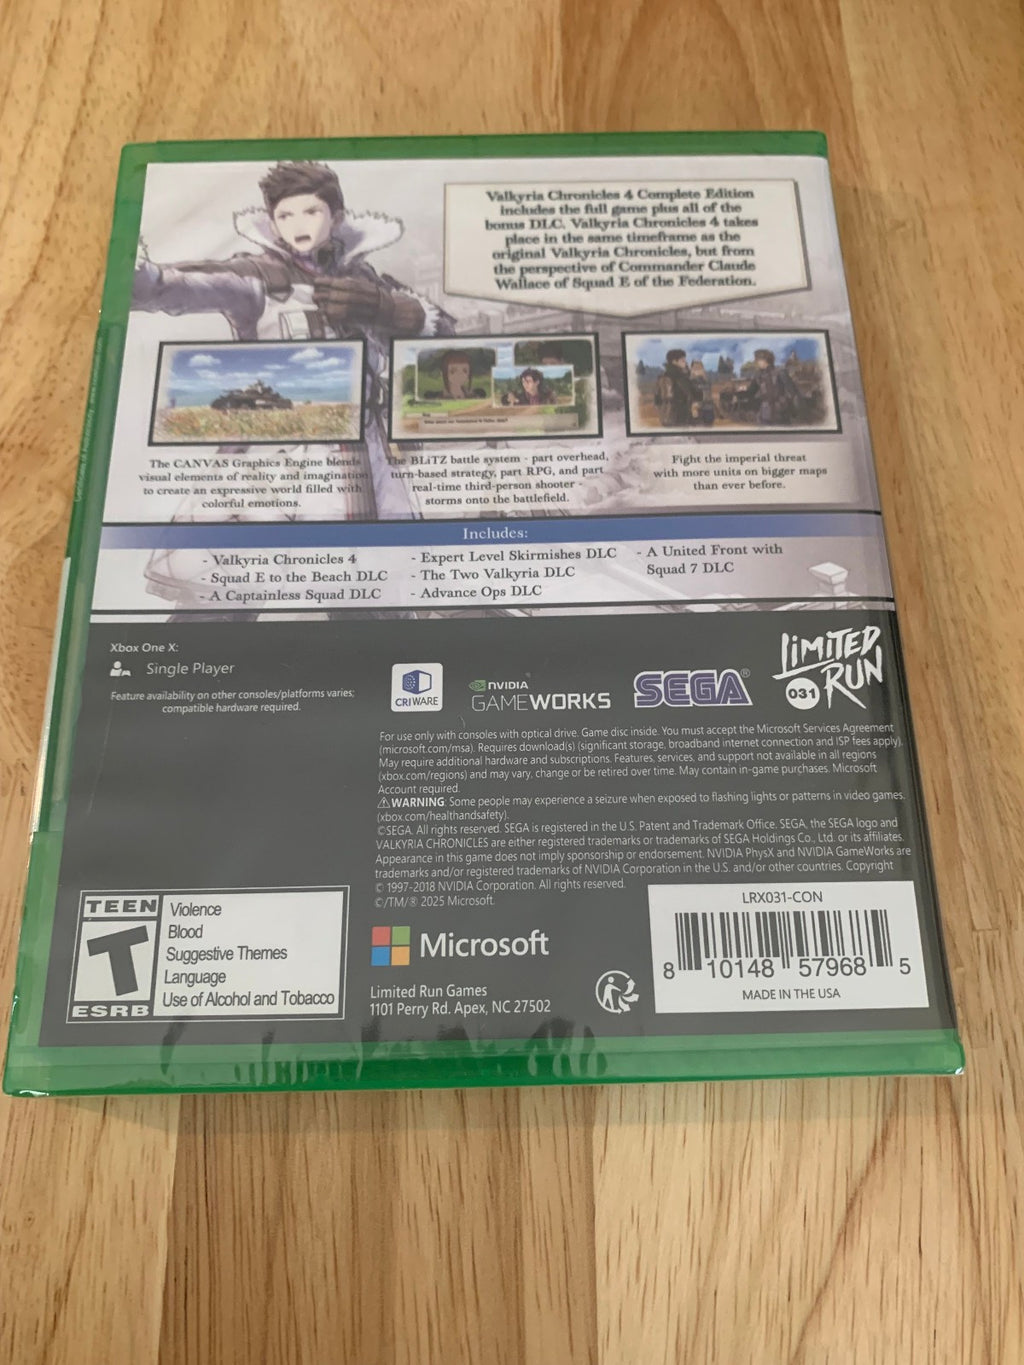 Valkyria Chronicles 4 Complete Edition
includes the full game plus all of the
bonus DLC. Valkyria Chronicles 4 takes
place in the same timeframe as the
original Valkyria Chronicles, but from
the perspective of Commander Claude
Wallace of Squad E of the Federation.
The CANVAS Graphics Engine blends
visual elements of reality and imagination
to create an expressive world filled with
colorful emotions.
The BLiTZ battle system - part overhead,
turn-based strategy, part RPG, and part
real-time third-person shooter -
storms onto the battlefield.
Fight the imperial threat
with more units on bigger maps
than ever before.
Includes:
- Valkyria Chronicles 4
- Squad E to the Beach DLC
- A Captainless Squad DLC
- Expert Level Skirmishes DLC
- The Two Valkyria DLC
- Advance Ops DLC
- A United Front with
Squad 7 DLC
Xbox One X:
Single Player
Feature availability on other consoles/platforms varies;
compatible hardware required.
CRIWARE
NVIDIA
GAMEWORKS
SEGA®
LIMITED
031 RUN
For use only with consoles with optical drive. Game disc inside. You must accept the Microsoft Services Agreement
(microsoft.com/msa). Requires download(s) (significant storage, broadband internet connection and ISP fees apply).
May require additional hardware and subscriptions. Features, services, and support not available in all regions
(xbox.com/regions) and may vary, change or be retired over time. May contain in-game purchases. Microsoft
Account required.
⚠WARNING: Some people may experience a seizure when exposed to flashing lights or patterns in video games.
(xbox.com/healthandsafety).
©SEGA. All rights reserved. SEGA is registered in the U.S. Patent and Trademark Office. SEGA, the SEGA logo and
VALKYRIA CHRONICLES are either registered trademarks or trademarks of SEGA Holdings Co., Ltd. or its affiliates.
Appearance in this game does not imply sponsorship or endorsement. NVIDIA PhysX and NVIDIA GameWorks are
trademarks and/or registered trademarks of NVIDIA Corporation in the U.S. and/or other countries. Copyright
© 1997-2018 NVIDIA Corporation. All rights reserved.
©/TM/® 2025 Microsoft.
TEEN
T
ESRB
Violence
Blood
Suggestive Themes
Language
Use of Alcohol and Tobacco
Microsoft
Limited Run Games
1101 Perry Rd. Apex, NC 27502
LRX031-CON
8 10148 57968 5
MADE IN THE USA